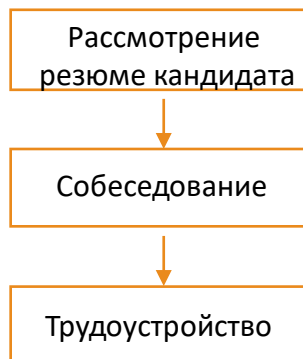 Рассмотрение
резюме кандидата
Собеседование
Трудоустройство